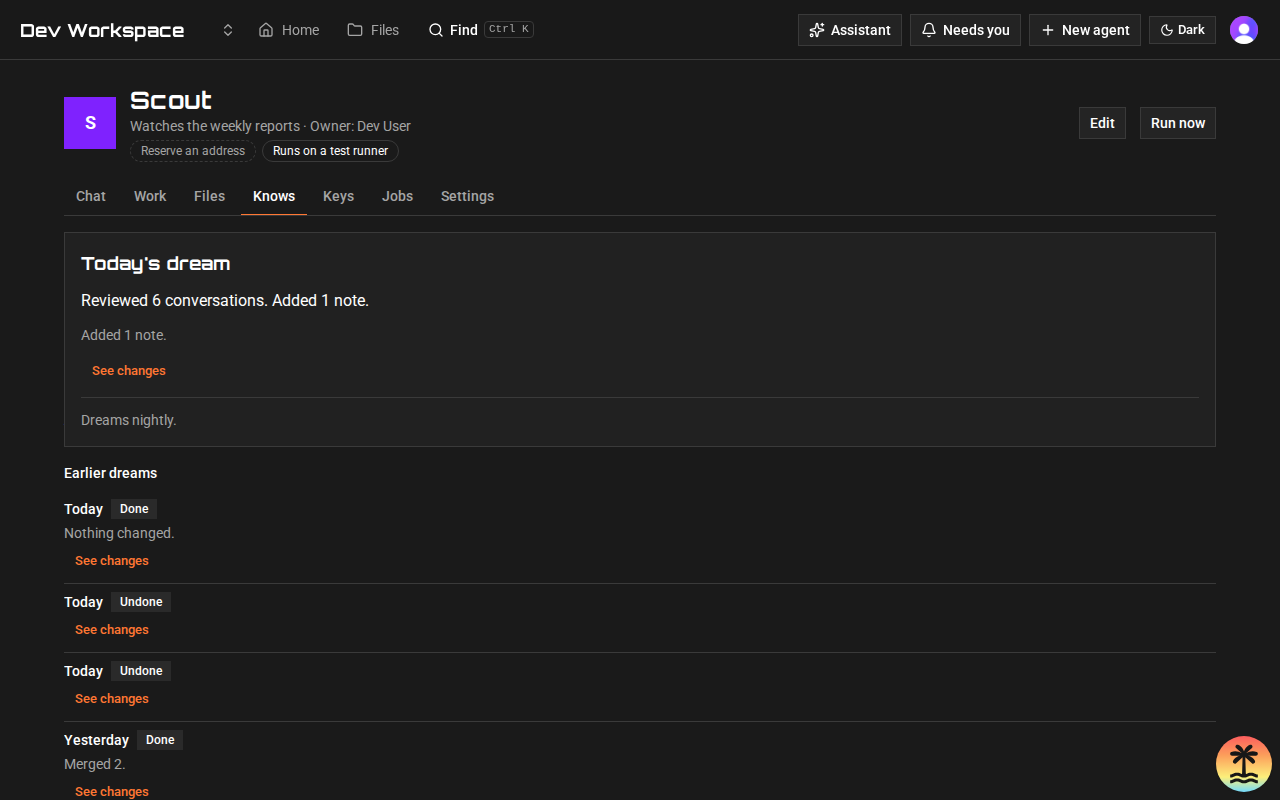 Dev Workspace
Home
Files
Find Ctrl K
Assistant
Needs you
New agent
Dark
S
Scout
Watches the weekly reports · Owner: Dev User
Reserve an address
Runs on a test runner
Edit
Run now
Chat
Work
Files
Knows
Keys
Jobs
Settings
Today's dream
Reviewed 6 conversations. Added 1 note.
Added 1 note.
See changes
Dreams nightly.
Earlier dreams
Today Done
Nothing changed.
See changes
Today Undone
See changes
Today Undone
See changes
Yesterday Done
Merged 2.
See changes